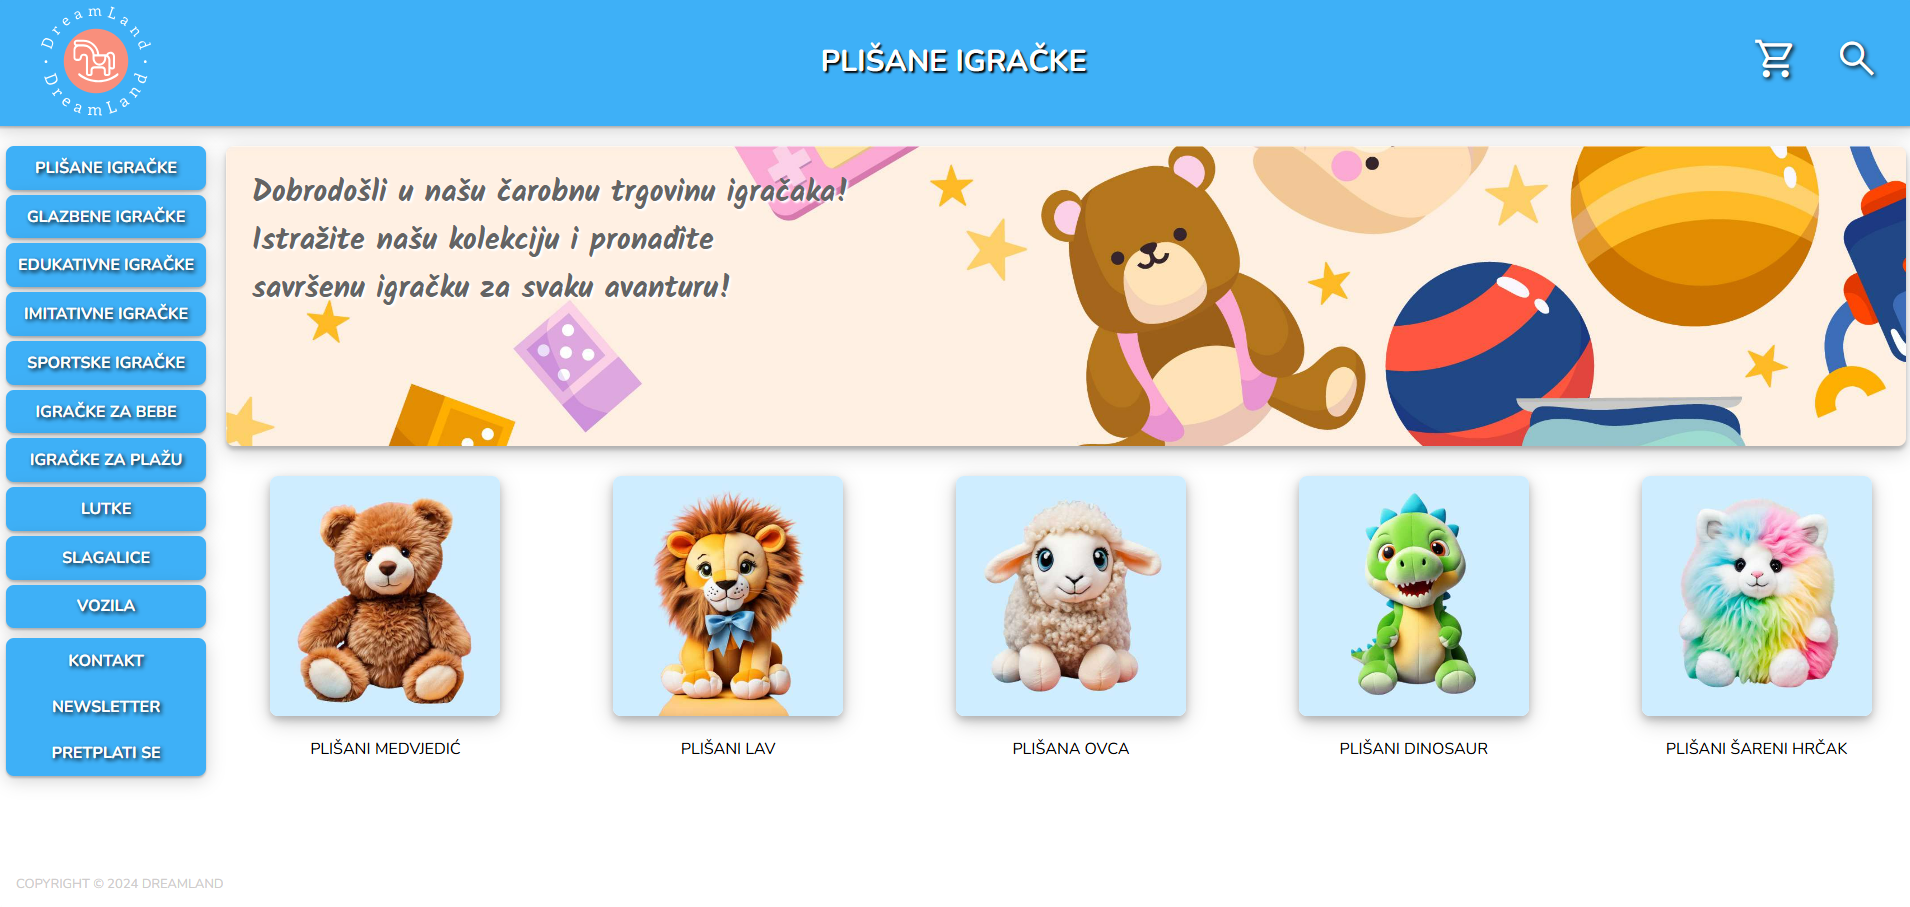 DreamLand
DreamLand
PLIŠANE IGRAČKE
PLIŠANE IGRAČKE
GLAZBENE IGRAČKE
EDUKATIVNE IGRAČKE
IMITATIVNE IGRAČKE
SPORTSKE IGRAČKE
IGRAČKE ZA BEBE
IGRAČKE ZA PLAŽU
LUTKE
SLAGALICE
VOZILA
KONTAKT
NEWSLETTER
PRETPLATI SE
Dobrodošli u našu čarobnu trgovinu igračaka!
Istražite našu kolekciju i pronađite
savršenu igračku za svaku avanturu!
PLIŠANI MEDVJEDIĆ
PLIŠANI LAV
PLIŠANA OVCA
PLIŠANI DINOSAUR
PLIŠANI ŠARENI HRČAK
COPYRIGHT © 2024 DREAMLAND